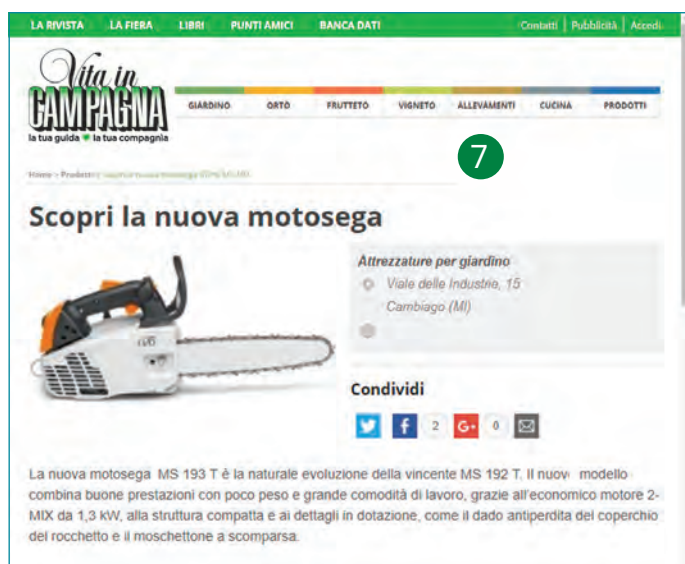 LA RIVISTA LA FIERA LIBRI PUNTI AMICI BANCA DATI Contatti | Pubblicità | Accedi
Vita in
CAMPAGNA
la tua guida la tua compagnia
GIARDINO ORTO FRUTTETO VIGNETO ALLEVAMENTI CUCINA PRODOTTI
7
Home > Prodotti
Scopri la nuova motosega
Attrezzature per giardino
Viale delle Industrie, 15
Cambiago (MI)
Condividi
2 G+ 0
La nuova motosega MS 193 T è la naturale evoluzione della vincente MS 192 T. Il nuov modello
combina buone prestazioni con poco peso e grande comodità di lavoro, grazie all'economico motore 2-
MIX da 1,3 kW, alla struttura compatta e ai dettagli in dotazione, come il dado antiperdita del coperchio
del rocchetto e il moschettone a scomparsa.